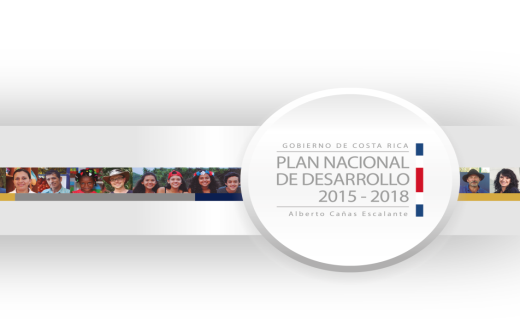 GOBIERNO DE COSTA RICA
PLAN NACIONAL
DE DESARROLLO
2015 - 2018
Alberto Cañas Escalante